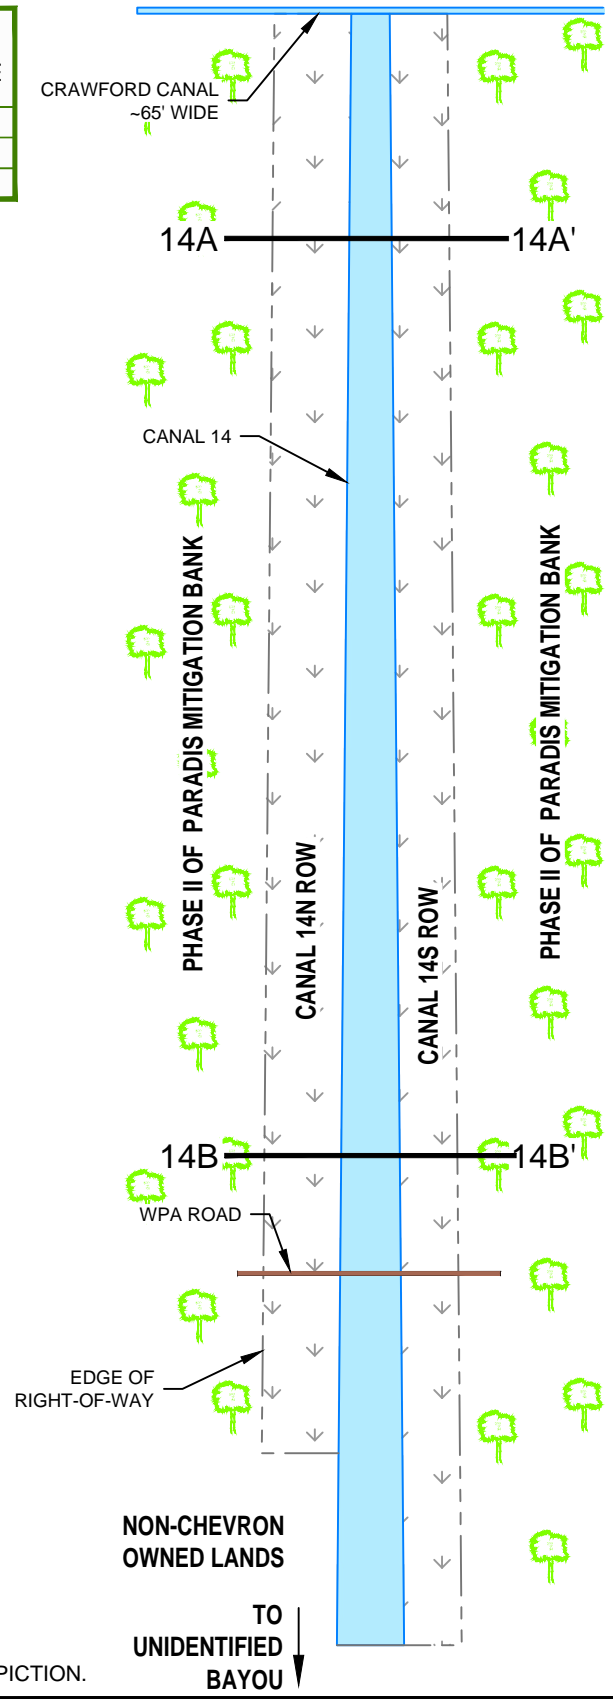 E
CRAWFORD CANAL
~65' WIDE
14A
14A'
CANAL 14
PHASE II OF PARADIS MITIGATION BANK
PHASE II OF PARADIS MITIGATION BANK
CANAL 14N ROW
CANAL 14S ROW
14B
14B'
WPA ROAD
EDGE OF
RIGHT-OF-WAY
NON-CHEVRON
OWNED LANDS
TO
UNIDENTIFIED
BAYOU
PICTION.